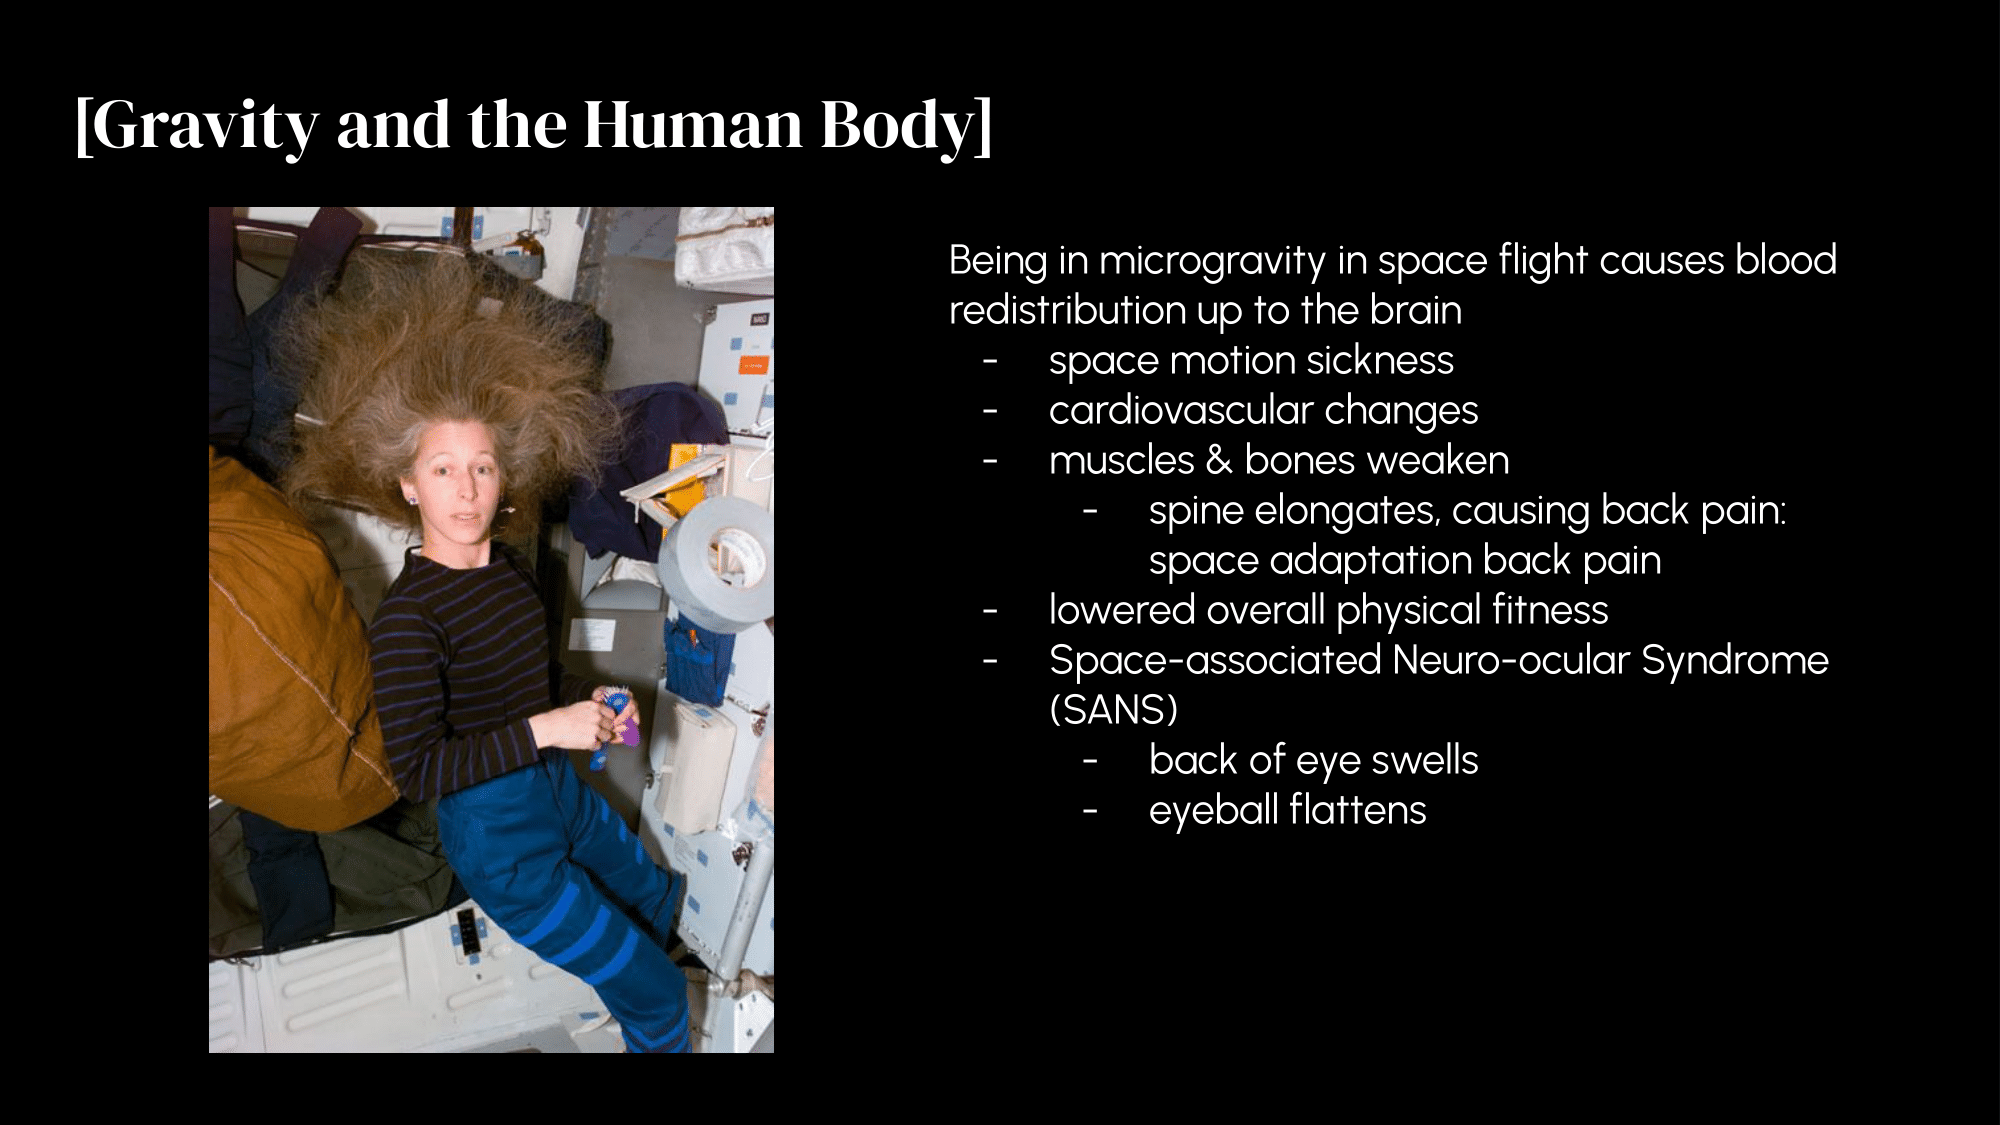 [Gravity and the Human Body]
Being in microgravity in space flight causes blood
redistribution up to the brain
- space motion sickness
- cardiovascular changes
- muscles & bones weaken
- spine elongates, causing back pain:
space adaptation back pain
- lowered overall physical fitness
- Space-associated Neuro-ocular Syndrome
(SANS)
- back of eye swells
- eyeball flattens